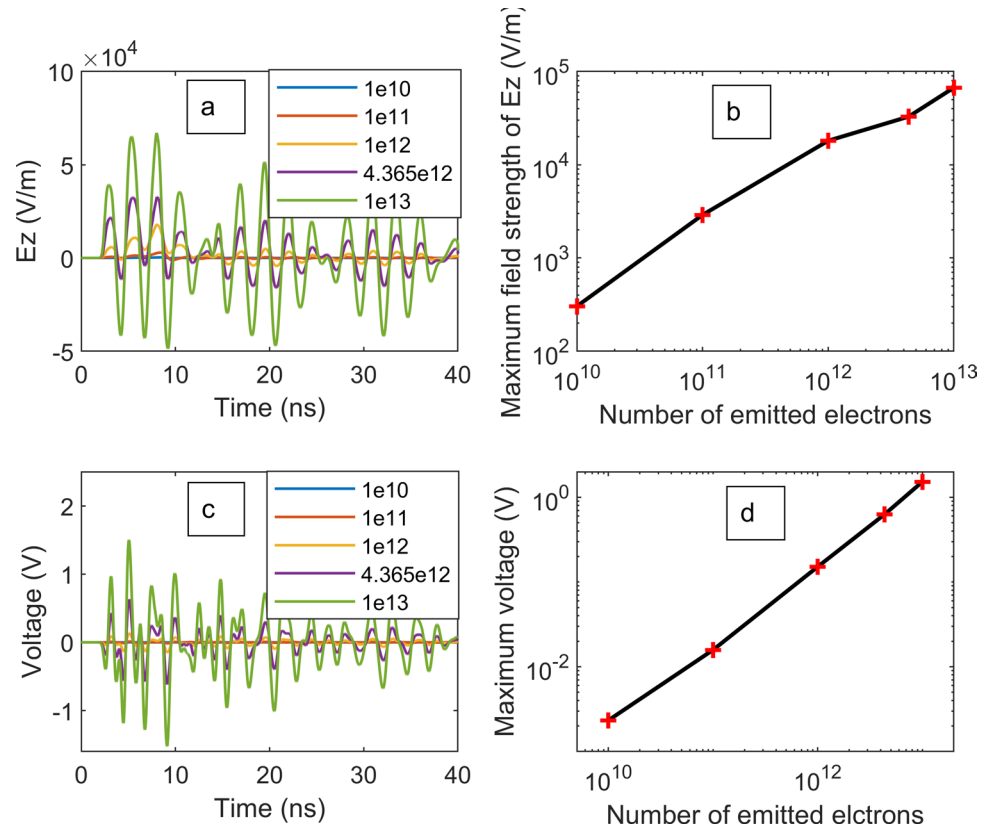 ×10⁴
a
1e10
1e11
1e12
4.365e12
1e13
10
5
0
-5
Ez (V/m)
0
10
20
30
40
Time (ns)
b
10⁵
10⁴
10³
10²
Maximum field strength of Ez (V/m)
10¹⁰
10¹¹
10¹²
10¹³
Number of emitted electrons
c
1e10
1e11
1e12
4.365e12
1e13
2
1
0
-1
Voltage (V)
0
10
20
30
40
Time (ns)
d
10⁰
10⁻²
Maximum voltage (V)
10¹⁰
10¹²
Number of emitted elctrons